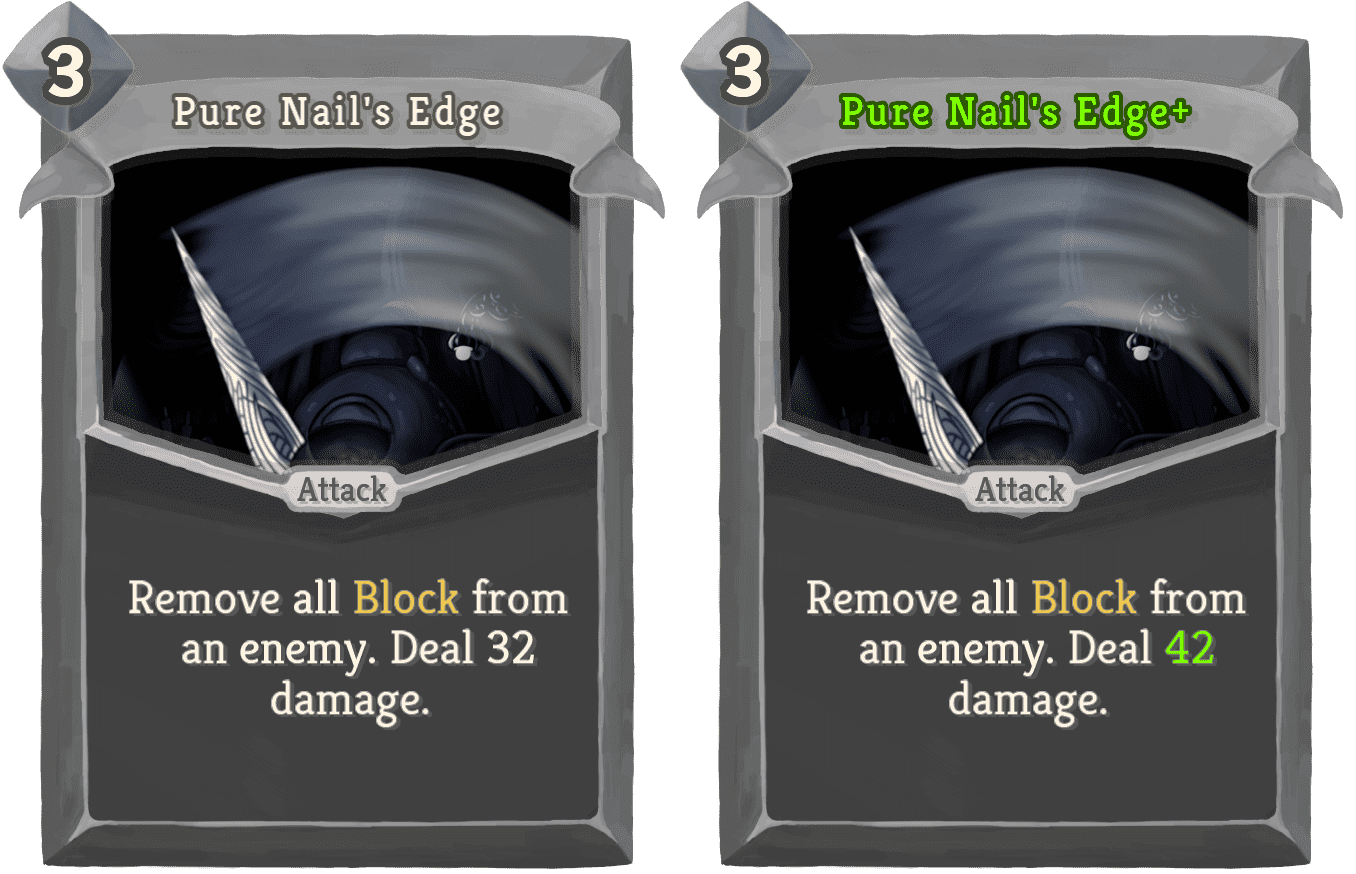 3
Pure Nail's Edge
Attack
Remove all Block from
an enemy. Deal 32
damage.
3
Pure Nail's Edge+
Attack
Remove all Block from
an enemy. Deal 42
damage.